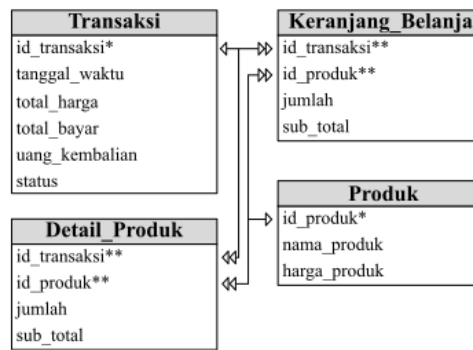 Transaksi
id_transaksi*
tanggal_waktu
total_harga
total_bayar
uang_kembalian
status
Keranjang_Belanja
id_transaksi**
id_produk**
jumlah
sub_total
Detail_Produk
id_transaksi**
id_produk**
jumlah
sub_total
Produk
id_produk*
nama_produk
harga_produk